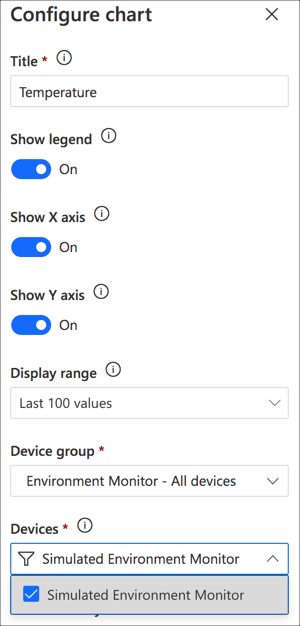 Configure chart
Title *
Temperature
Show legend
On
Show X axis
On
Show Y axis
On
Display range
Last 100 values
Device group *
Environment Monitor - All devices
Devices *
Simulated Environment Monitor
Simulated Environment Monitor